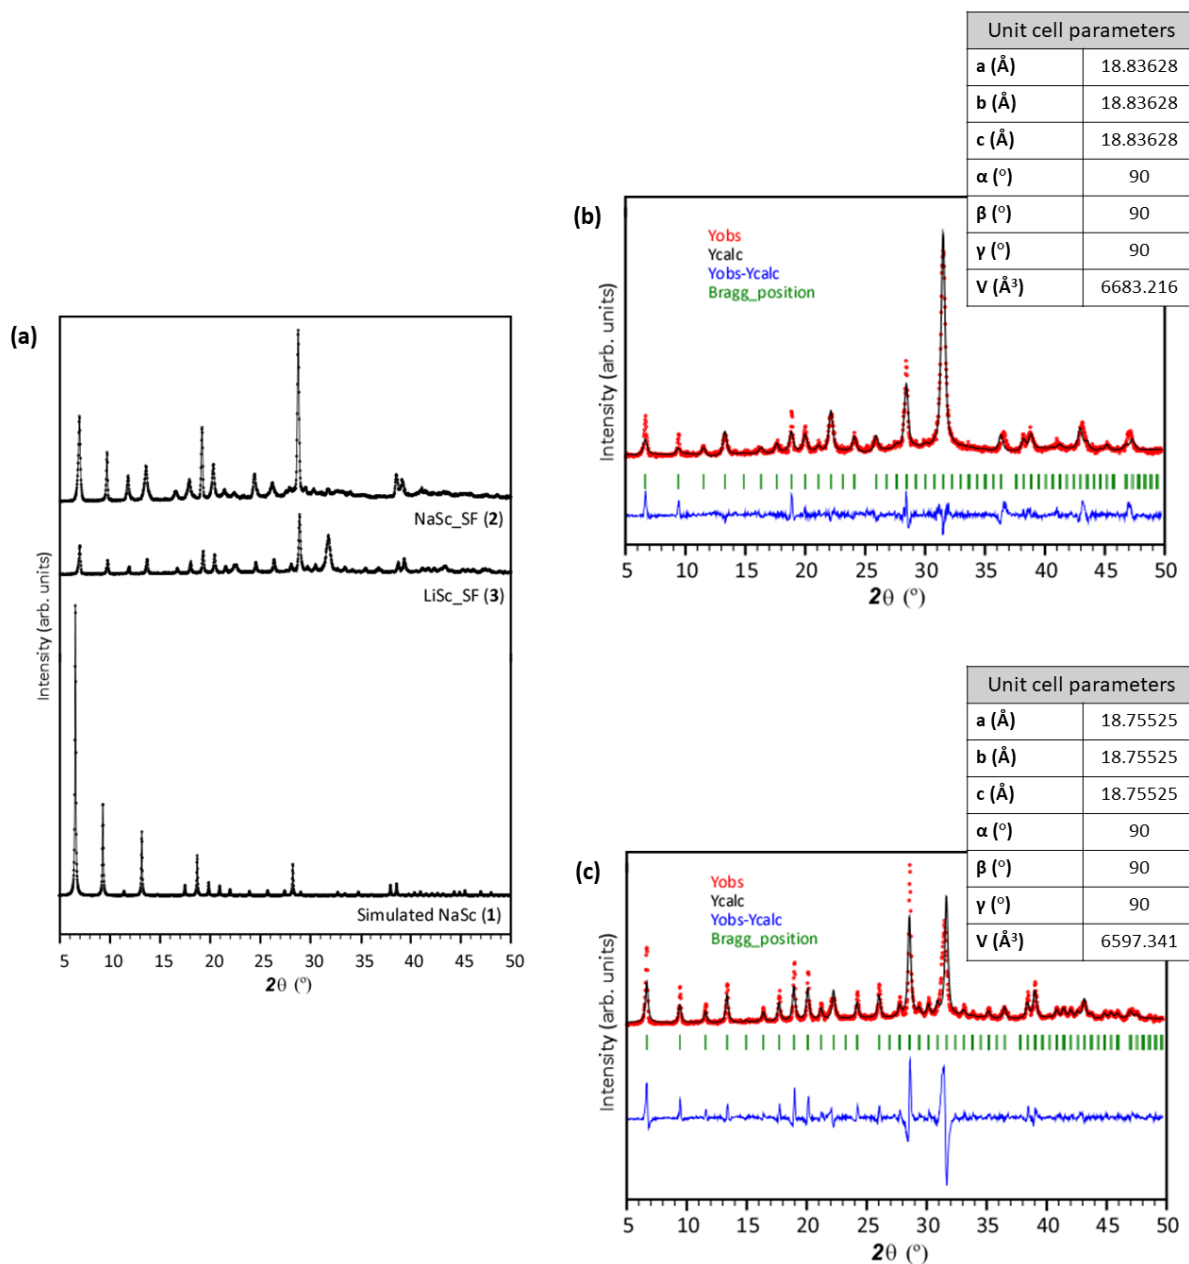 (a)
Intensity (arb. units)
NaSc_SF (2)
LiSc_SF (3)
Simulated NaSc (1)
5 10 15 20 25 30 35 40 45 50
2θ (º)
(b)
Unit cell parameters
a (Å) 18.83628
b (Å) 18.83628
c (Å) 18.83628
α (º) 90
β (º) 90
γ (º) 90
V (Å³) 6683.216
Intensity (arb. units)
Yobs
Ycalc
Yobs-Ycalc
Bragg_position
5 10 15 20 25 30 35 40 45 50
2θ (º)
(c)
Unit cell parameters
a (Å) 18.75525
b (Å) 18.75525
c (Å) 18.75525
α (º) 90
β (º) 90
γ (º) 90
V (Å³) 6597.341
Intensity (arb. units)
Yobs
Ycalc
Yobs-Ycalc
Bragg_position
5 10 15 20 25 30 35 40 45 50
2θ (º)